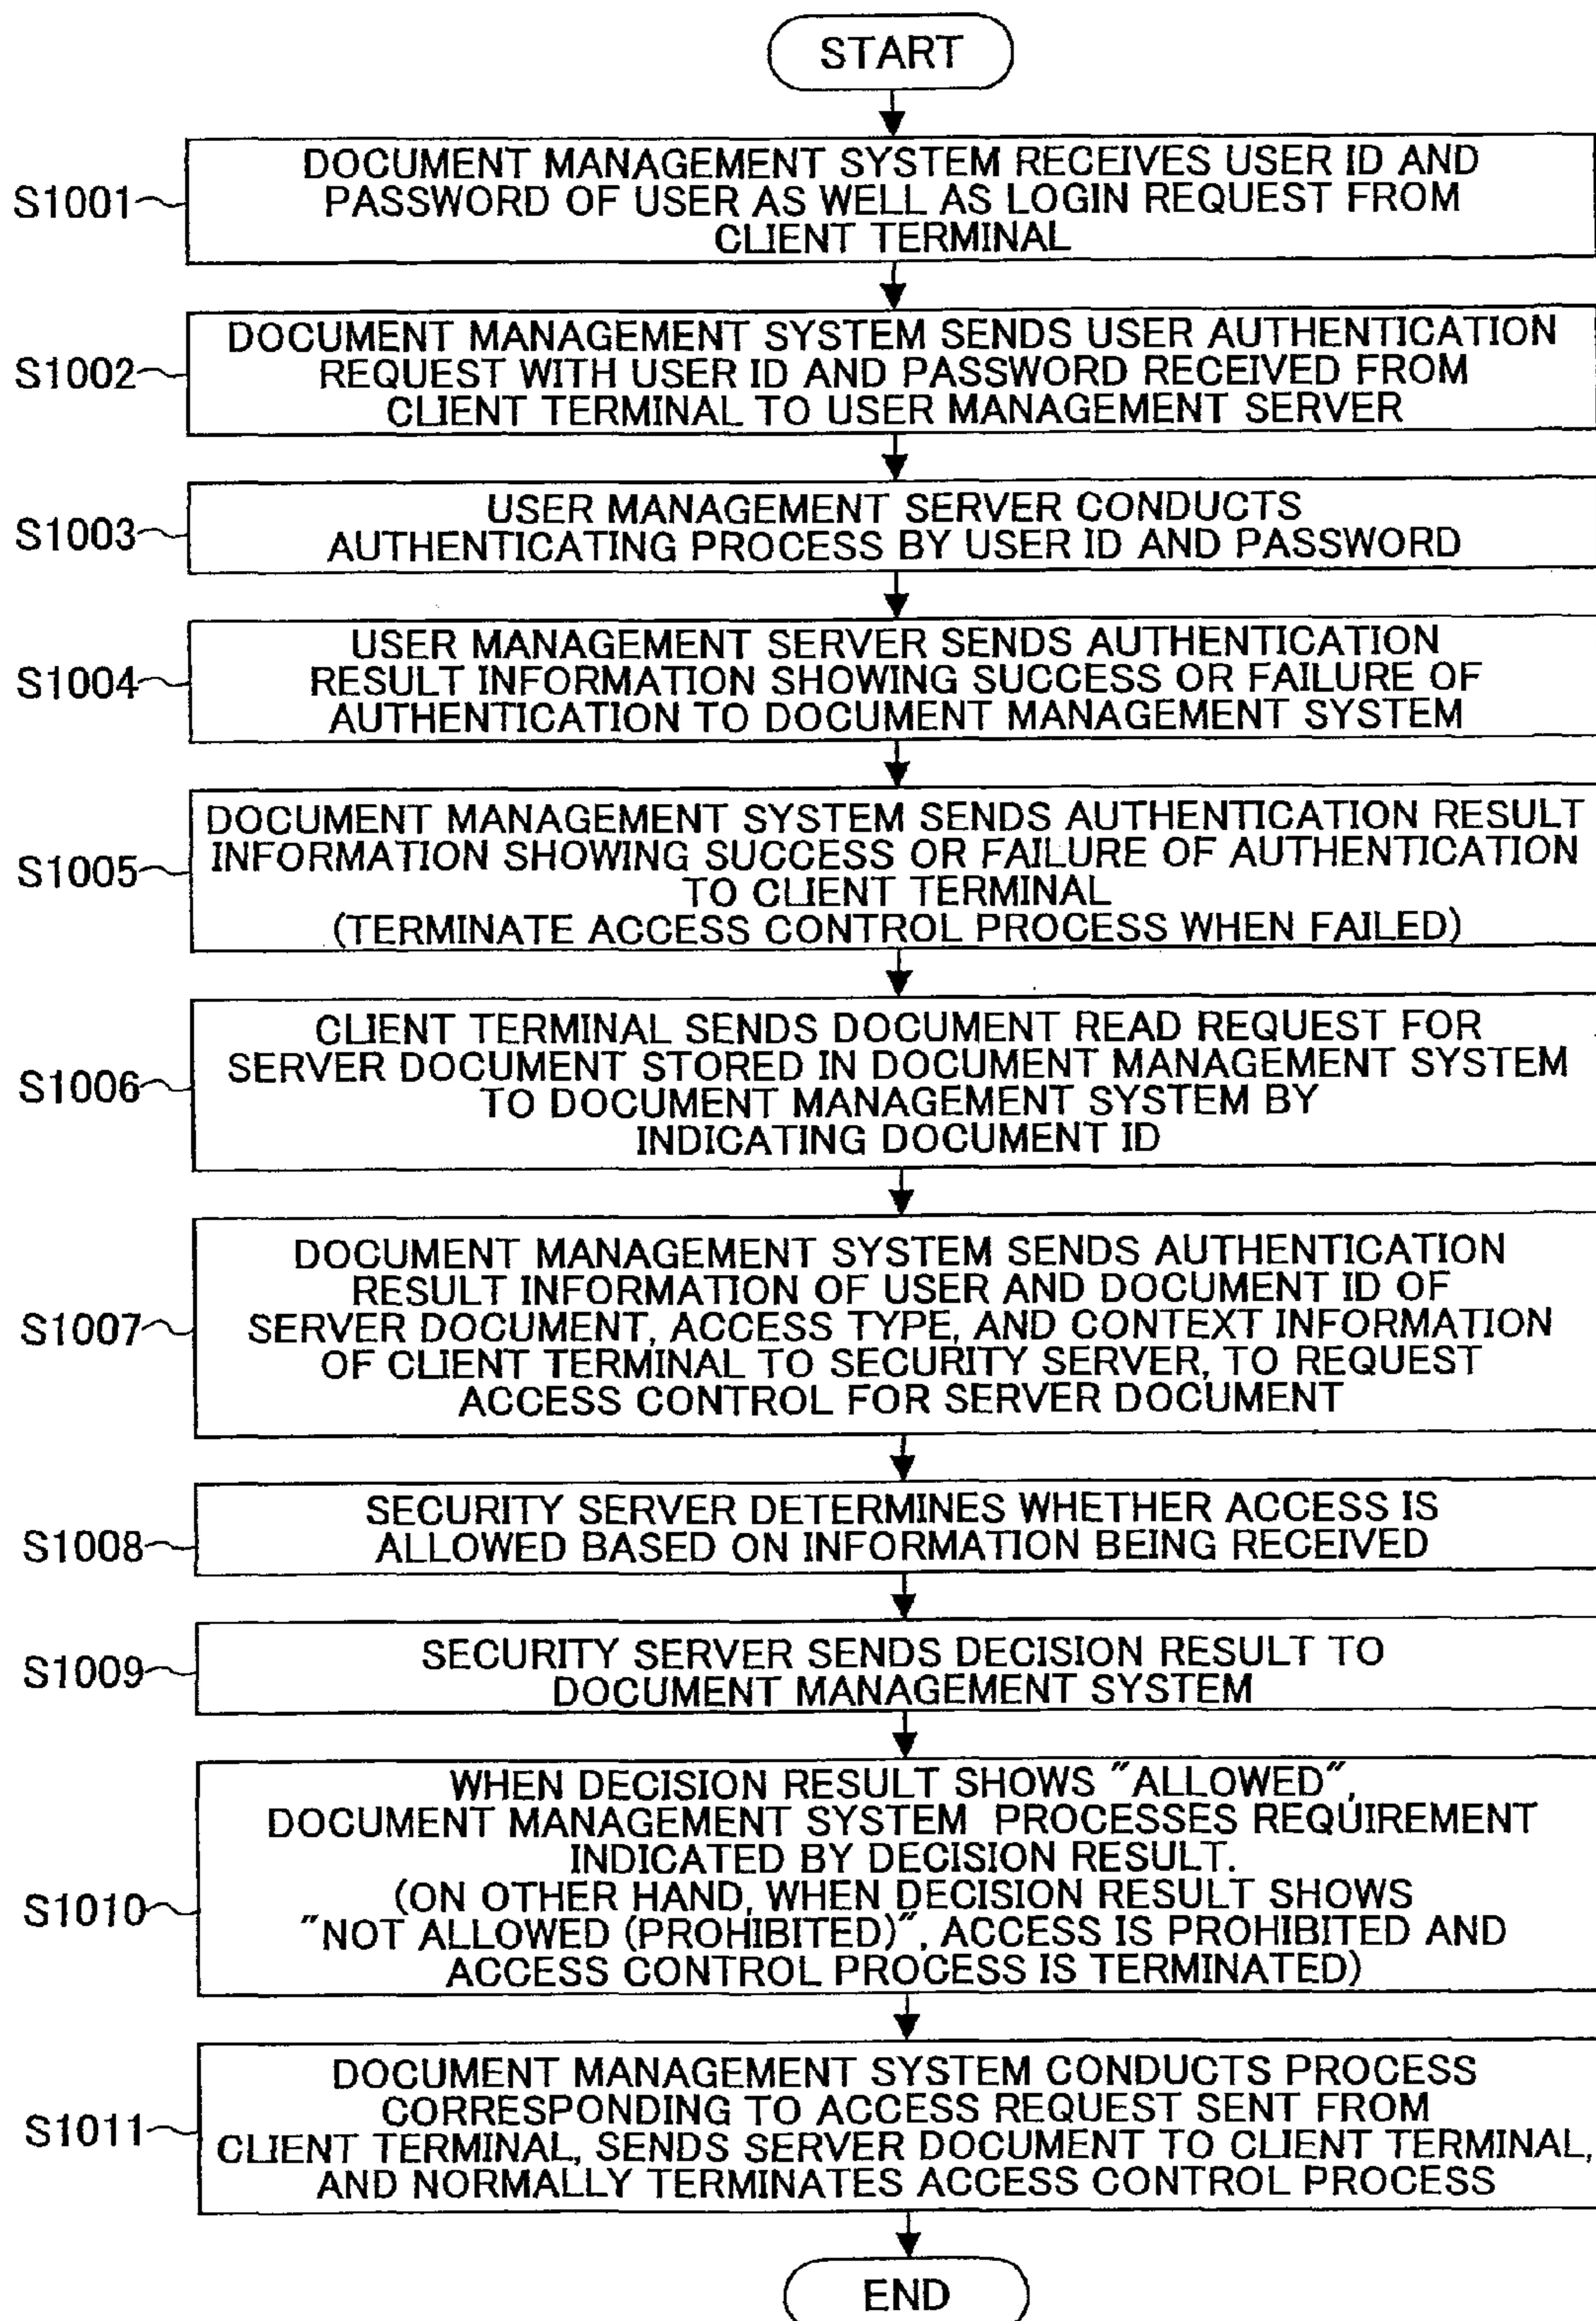 START
S1001
DOCUMENT MANAGEMENT SYSTEM RECEIVES USER ID AND
PASSWORD OF USER AS WELL AS LOGIN REQUEST FROM
CLIENT TERMINAL
S1002
DOCUMENT MANAGEMENT SYSTEM SENDS USER AUTHENTICATION
REQUEST WITH USER ID AND PASSWORD RECEIVED FROM
CLIENT TERMINAL TO USER MANAGEMENT SERVER
S1003
USER MANAGEMENT SERVER CONDUCTS
AUTHENTICATING PROCESS BY USER ID AND PASSWORD
S1004
USER MANAGEMENT SERVER SENDS AUTHENTICATION
RESULT INFORMATION SHOWING SUCCESS OR FAILURE OF
AUTHENTICATION TO DOCUMENT MANAGEMENT SYSTEM
S1005
DOCUMENT MANAGEMENT SYSTEM SENDS AUTHENTICATION RESULT
INFORMATION SHOWING SUCCESS OR FAILURE OF AUTHENTICATION
TO CLIENT TERMINAL
(TERMINATE ACCESS CONTROL PROCESS WHEN FAILED)
S1006
CLIENT TERMINAL SENDS DOCUMENT READ REQUEST FOR
SERVER DOCUMENT STORED IN DOCUMENT MANAGEMENT SYSTEM
TO DOCUMENT MANAGEMENT SYSTEM BY
INDICATING DOCUMENT ID
S1007
DOCUMENT MANAGEMENT SYSTEM SENDS AUTHENTICATION
RESULT INFORMATION OF USER AND DOCUMENT ID OF
SERVER DOCUMENT, ACCESS TYPE, AND CONTEXT INFORMATION
OF CLIENT TERMINAL TO SECURITY SERVER, TO REQUEST
ACCESS CONTROL FOR SERVER DOCUMENT
S1008
SECURITY SERVER DETERMINES WHETHER ACCESS IS
ALLOWED BASED ON INFORMATION BEING RECEIVED
S1009
SECURITY SERVER SENDS DECISION RESULT TO
DOCUMENT MANAGEMENT SYSTEM
S1010
WHEN DECISION RESULT SHOWS "ALLOWED",
DOCUMENT MANAGEMENT SYSTEM PROCESSES REQUIREMENT
INDICATED BY DECISION RESULT.
(ON OTHER HAND, WHEN DECISION RESULT SHOWS
"NOT ALLOWED (PROHIBITED)", ACCESS IS PROHIBITED AND
ACCESS CONTROL PROCESS IS TERMINATED)
S1011
DOCUMENT MANAGEMENT SYSTEM CONDUCTS PROCESS
CORRESPONDING TO ACCESS REQUEST SENT FROM
CLIENT TERMINAL, SENDS SERVER DOCUMENT TO CLIENT TERMINAL,
AND NORMALLY TERMINATES ACCESS CONTROL PROCESS
END